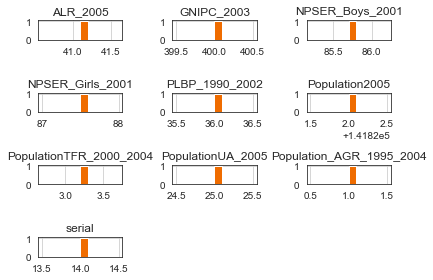 ALR_2005 GNIPC_2003 NPSER_Boys_2001
1 1 1
0 0 0
41.0 41.5 399.5 400.0 400.5 85.5 86.0
NPSER_Girls_2001 PLBP_1990_2002 Population2005
1 1 1
0 0 0
87 88 35.5 36.0 36.5 1.5 2.0 2.5
+1.4182e5
PopulationTFR_2000_2004 PopulationUA_2005 Population_AGR_1995_2004
1 1 1
0 0 0
3.0 3.5 24.5 25.0 25.5 0.5 1.0 1.5
serial
1
0
13.5 14.0 14.5